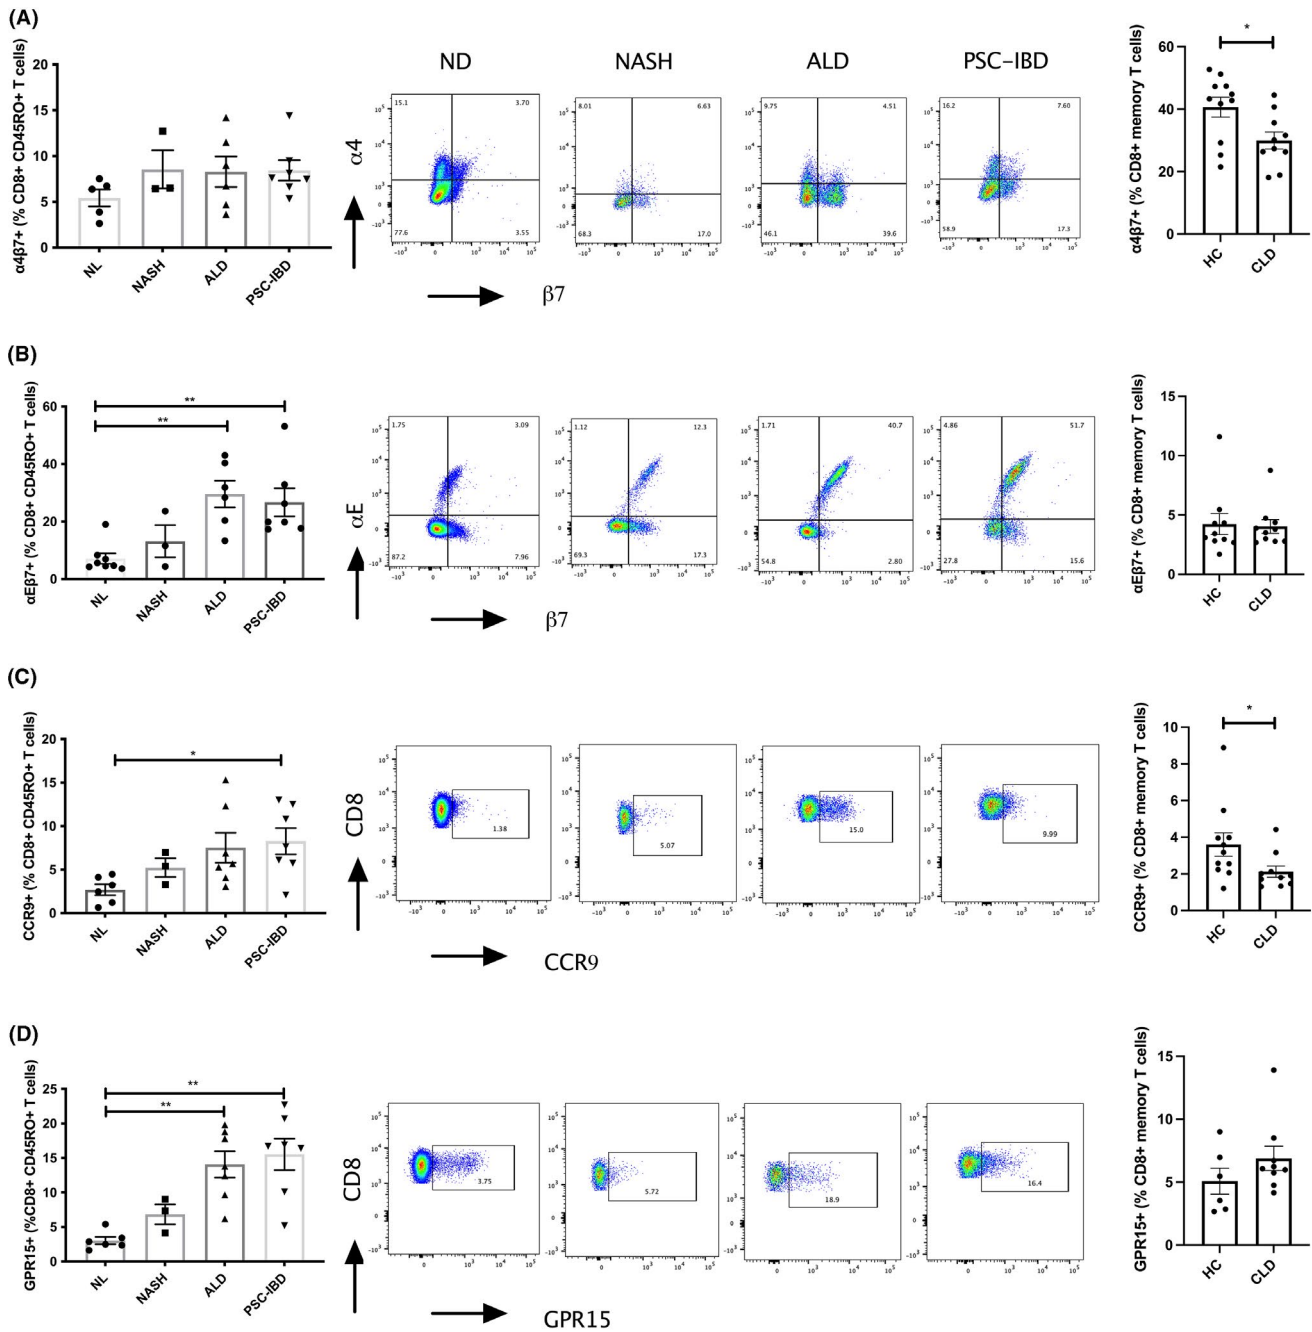 (A)
α4β7+ (% CD8+ CD45RO+ T cells)
20
15
10
5
0
NL
NASH
ALD
PSC-IBD
ND
NASH
ALD
PSC-IBD
α4
β7
15.1
3.70
77.6
3.55
8.01
6.63
68.3
17.0
9.75
4.51
46.1
39.6
16.2
7.60
58.9
17.3
α4β7+ (% CD8+ memory T cells)
60
40
20
0
*
HC
CLD
(B)
αEβ7+ (% CD8+ CD45RO+ T cells)
60
40
20
0
**
**
NL
NASH
ALD
PSC-IBD
αE
β7
1.75
3.09
87.2
7.96
1.12
12.3
69.3
17.3
1.71
40.7
54.8
2.80
4.86
51.7
27.8
15.6
αEβ7+ (% CD8+ memory T cells)
15
10
5
0
HC
CLD
(C)
CCR9+ (% CD8+ CD45RO+ T cells)
20
15
10
5
0
*
NL
NASH
ALD
PSC-IBD
CD8
CCR9
1.38
5.07
15.0
9.99
CCR9+ (% CD8+ memory T cells)
10
8
6
4
2
0
*
HC
CLD
(D)
GPR15+ (%CD8+ CD45RO+ T cells)
25
20
15
10
5
0
**
**
NL
NASH
ALD
PSC-IBD
CD8
GPR15
3.75
5.72
18.9
16.4
GPR15+ (% CD8+ memory T cells)
15
10
5
0
HC
CLD